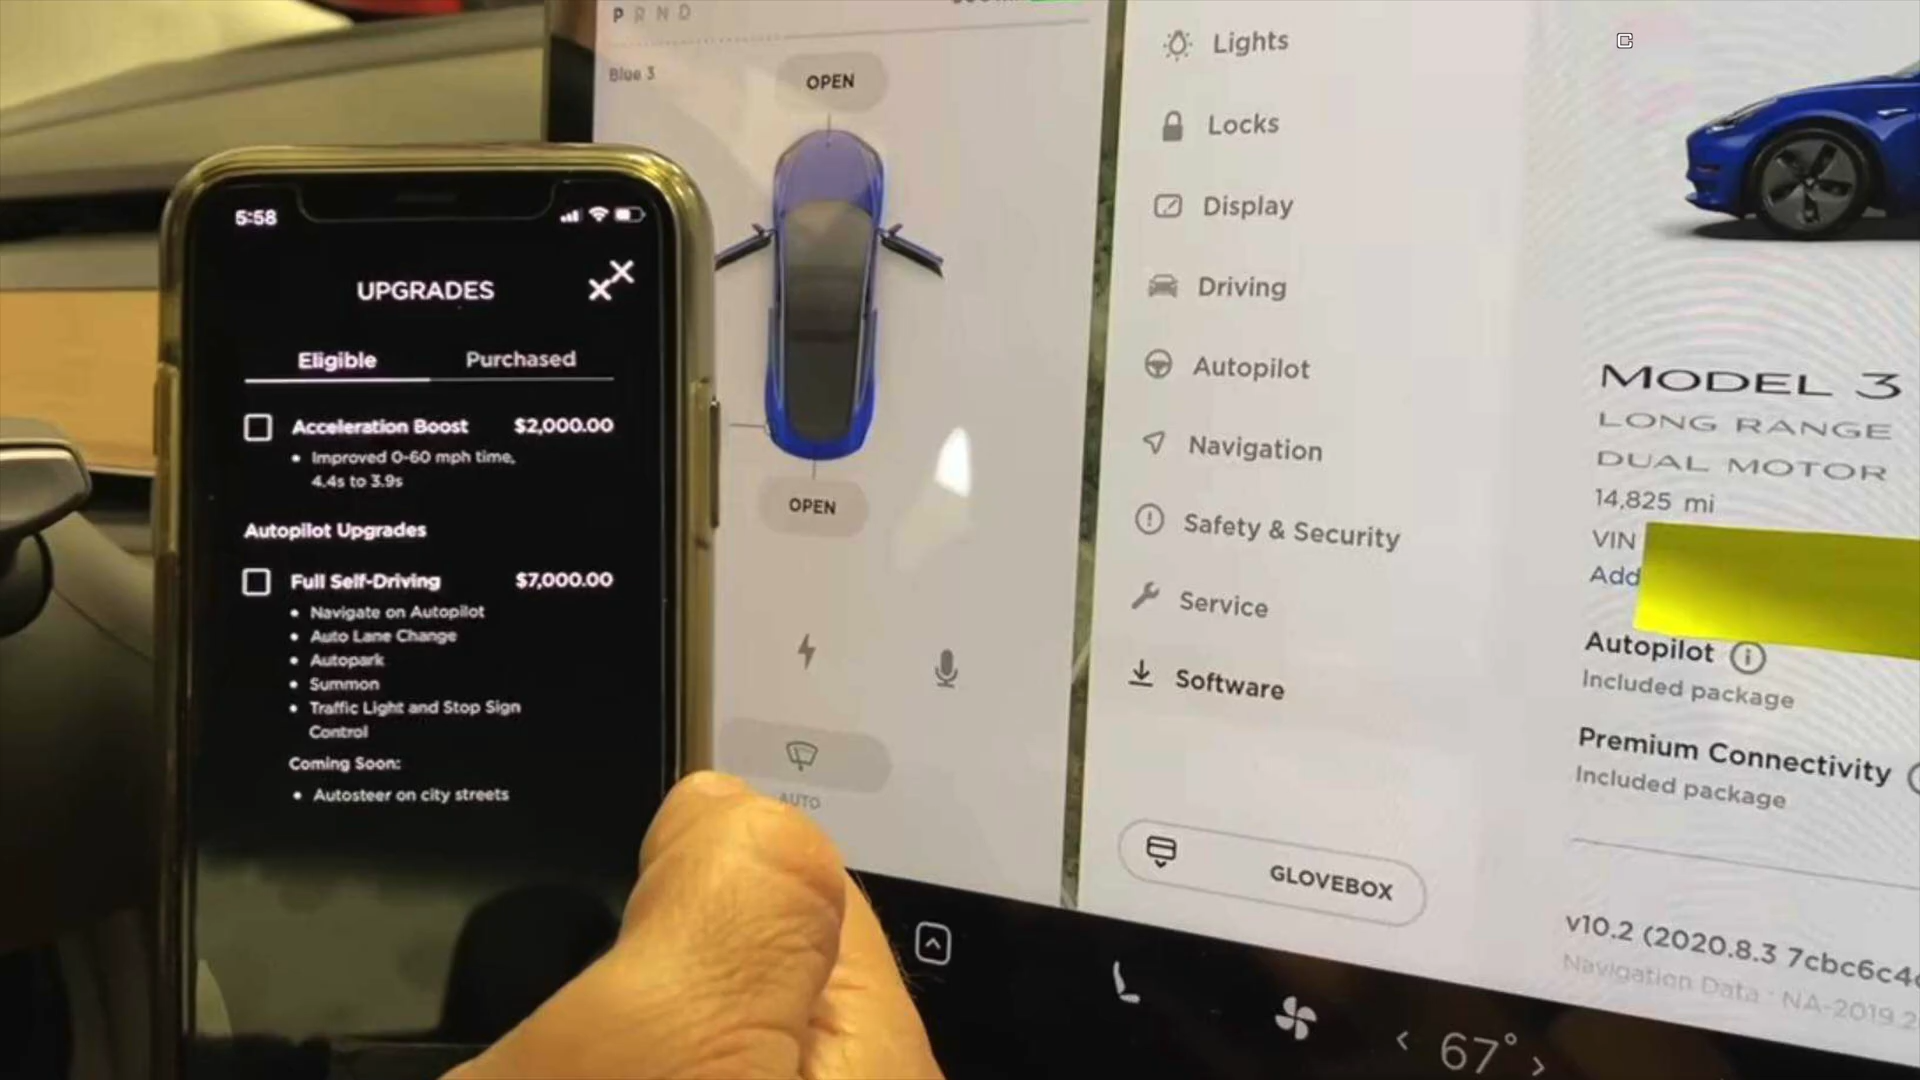 5:58
UPGRADES
Eligible Purchased
Acceleration Boost $2,000.00
• Improved 0-60 mph time,
4.4s to 3.9s
Autopilot Upgrades
Full Self-Driving $7,000.00
• Navigate on Autopilot
• Auto Lane Change
• Autopark
• Summon
• Traffic Light and Stop Sign
Control
Coming Soon:
• Autosteer on city streets
P R N D
Blue 3
OPEN
OPEN
AUTO
Lights
Locks
Display
Driving
Autopilot
Navigation
Safety & Security
Service
Software
GLOVEBOX
MODEL 3
LONG RANGE
DUAL MOTOR
14,825 mi
VIN
Add
Autopilot
Included package
Premium Connectivity
Included package
v10.2 (2020.8.3 7cbc6c4
Navigation Data NA-2019.2
< 67° >